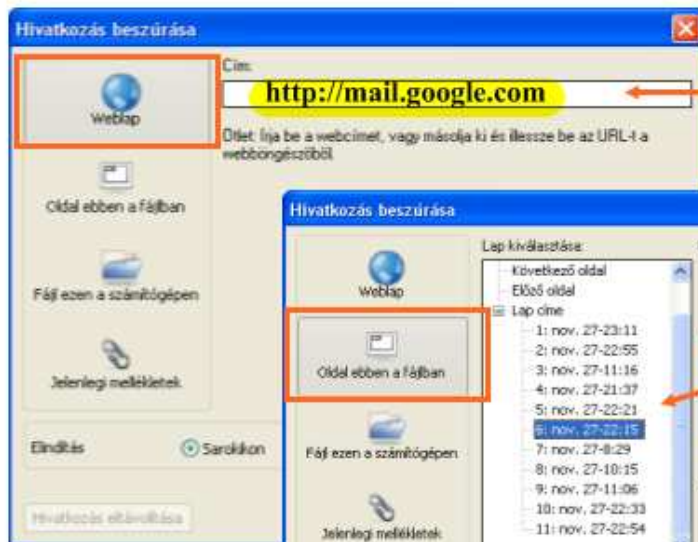 Hivatkozás beszúrása
Weblap
Oldal ebben a fájlban
Fájl ezen a számítógépen
Jelenlegi mellékletek
Cím:
http://mail.google.com
Ötlet: Írja be a webcímet, vagy másolja ki és illessze be az URL-t a
webböngészőből
Elindítás
Sarokkon
Hivatkozás eltávolítása
Hivatkozás beszúrása
Weblap
Oldal ebben a fájlban
Fájl ezen a számítógépen
Jelenlegi mellékletek
Lap kiválasztása:
Következő oldal
Előző oldal
Lap címe
1: nov. 27-23:11
2: nov. 27-22:55
3: nov. 27-11:16
4: nov. 27-21:37
5: nov. 27-22:21
6: nov. 27-22:15
7: nov. 27-8:29
8: nov. 27-10:15
9: nov. 27-11:06
10: nov. 27-22:33
11: nov. 27-22:54